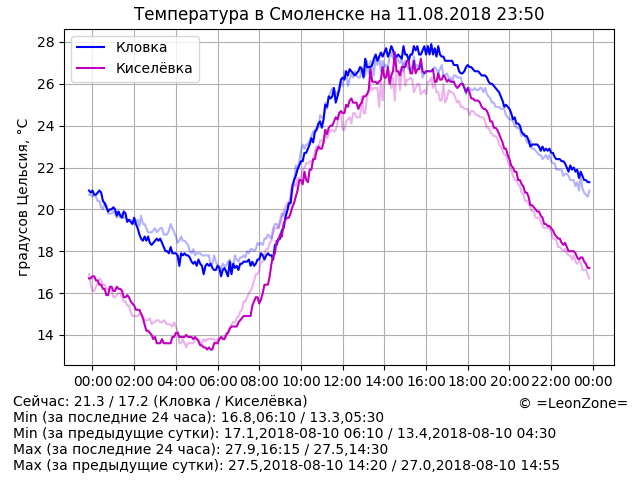 Температура в Смоленске на 11.08.2018 23:50
Кловка
Киселёвка
градусов Цельсия, °C
28
26
24
22
20
18
16
14
00:00 02:00 04:00 06:00 08:00 10:00 12:00 14:00 16:00 18:00 20:00 22:00 00:00
Сейчас: 21.3 / 17.2 (Кловка / Киселёвка)
© =LeonZone=
Min (за последние 24 часа): 16.8,06:10 / 13.3,05:30
Min (за предыдущие сутки): 17.1,2018-08-10 06:10 / 13.4,2018-08-10 04:30
Max (за последние 24 часа): 27.9,16:15 / 27.5,14:30
Max (за предыдущие сутки): 27.5,2018-08-10 14:20 / 27.0,2018-08-10 14:55